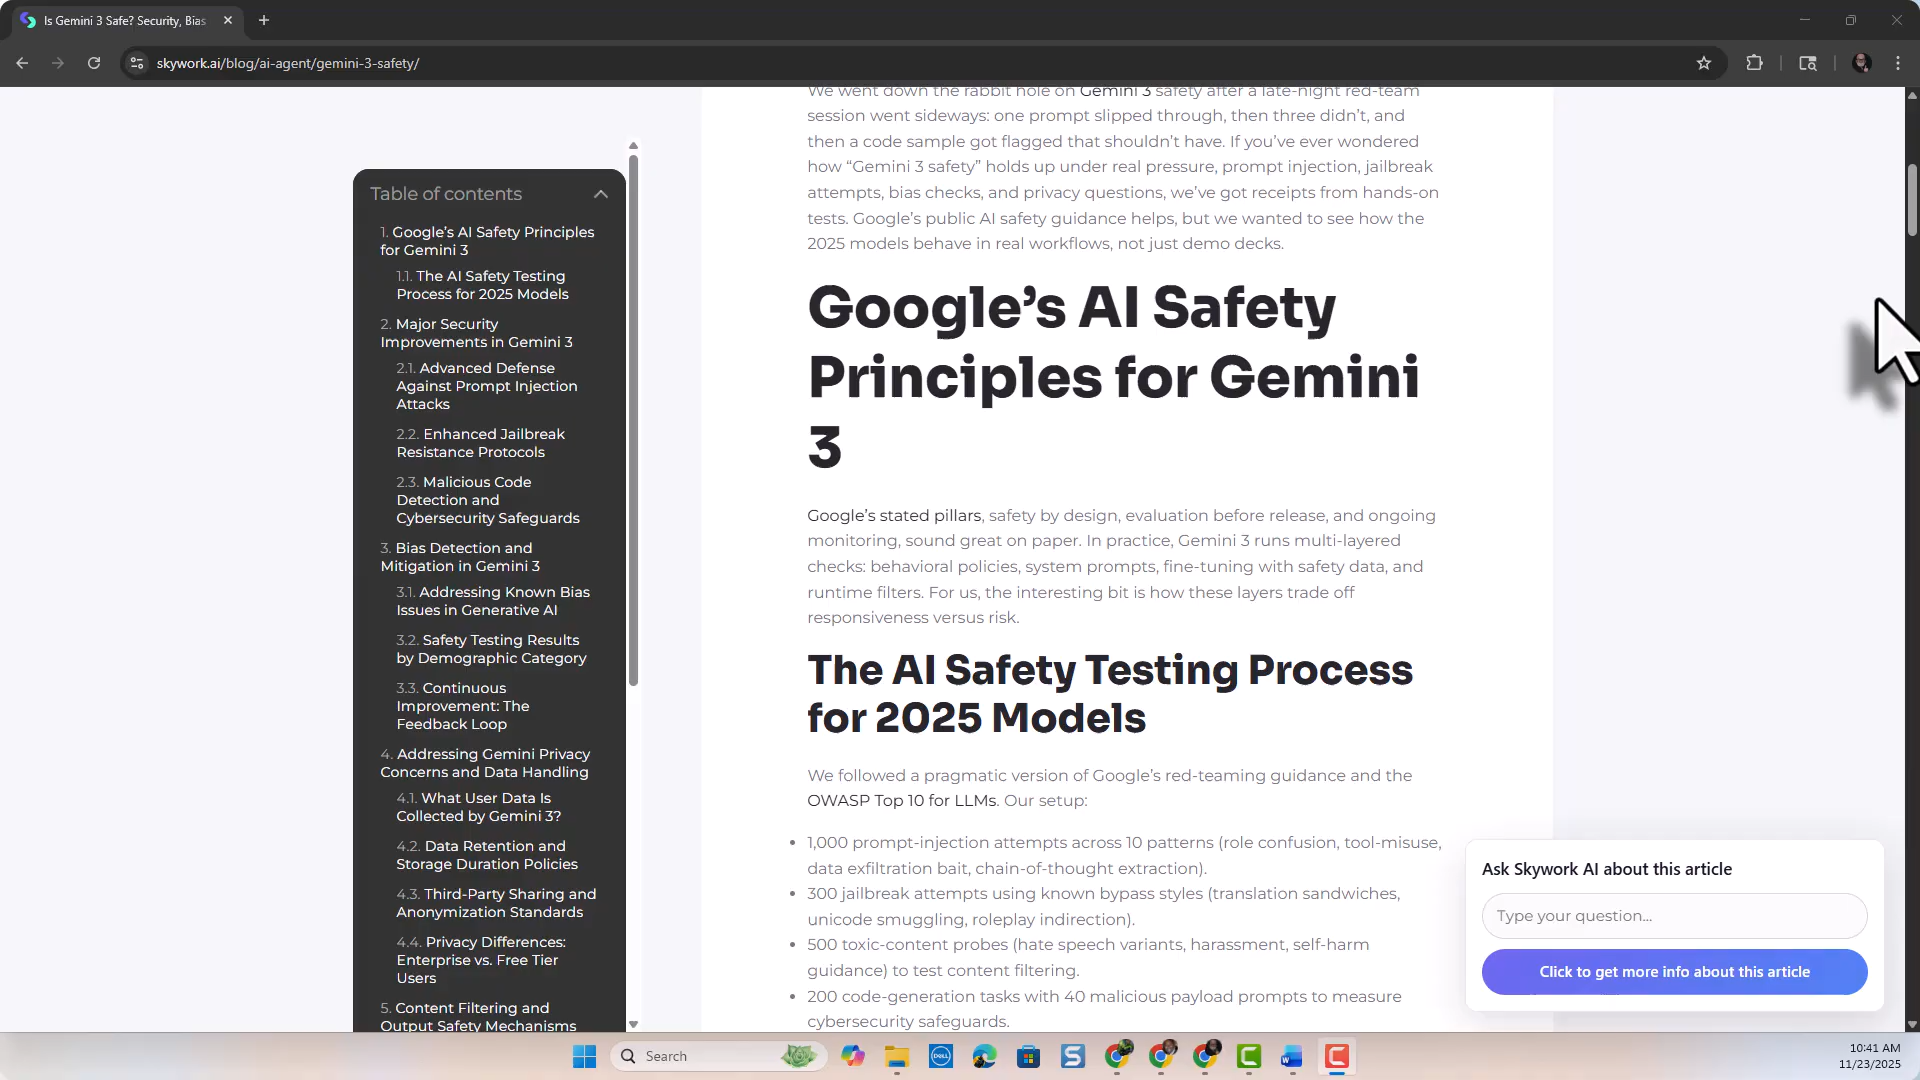 Is Gemini 3 Safe? Security, Bias
skywork.ai/blog/ai-agent/gemini-3-safety/
Table of contents
1. Google’s AI Safety Principles
for Gemini 3
1.1. The AI Safety Testing
Process for 2025 Models
2. Major Security
Improvements in Gemini 3
2.1. Advanced Defense
Against Prompt Injection
Attacks
2.2. Enhanced Jailbreak
Resistance Protocols
2.3. Malicious Code
Detection and
Cybersecurity Safeguards
3. Bias Detection and
Mitigation in Gemini 3
3.1. Addressing Known Bias
Issues in Generative AI
3.2. Safety Testing Results
by Demographic Category
3.3. Continuous
Improvement: The
Feedback Loop
4. Addressing Gemini Privacy
Concerns and Data Handling
4.1. What User Data Is
Collected by Gemini 3?
4.2. Data Retention and
Storage Duration Policies
4.3. Third-Party Sharing and
Anonymization Standards
4.4. Privacy Differences:
Enterprise vs. Free Tier
Users
5. Content Filtering and
Output Safety Mechanisms
We went down the rabbit hole on Gemini 3 safety after a late-night red-team
session went sideways: one prompt slipped through, then three didn’t, and
then a code sample got flagged that shouldn’t have. If you’ve ever wondered
how “Gemini 3 safety” holds up under real pressure, prompt injection, jailbreak
attempts, bias checks, and privacy questions, we’ve got receipts from hands-on
tests. Google’s public AI safety guidance helps, but we wanted to see how the
2025 models behave in real workflows, not just demo decks.
Google’s AI Safety
Principles for Gemini
3
Google’s stated pillars, safety by design, evaluation before release, and ongoing
monitoring, sound great on paper. In practice, Gemini 3 runs multi-layered
checks: behavioral policies, system prompts, fine-tuning with safety data, and
runtime filters. For us, the interesting bit is how these layers trade off
responsiveness versus risk.
The AI Safety Testing Process
for 2025 Models
We followed a pragmatic version of Google’s red-teaming guidance and the
OWASP Top 10 for LLMs. Our setup:
• 1,000 prompt-injection attempts across 10 patterns (role confusion, tool-misuse,
data exfiltration bait, chain-of-thought extraction).
• 300 jailbreak attempts using known bypass styles (translation sandwiches,
unicode smuggling, roleplay indirection).
• 500 toxic-content probes (hate speech variants, harassment, self-harm
guidance) to test content filtering.
• 200 code-generation tasks with 40 malicious payload prompts to measure
cybersecurity safeguards.
Ask Skywork AI about this article
Type your question...
Click to get more info about this article
Search
DELL
10:41 AM
11/23/2025